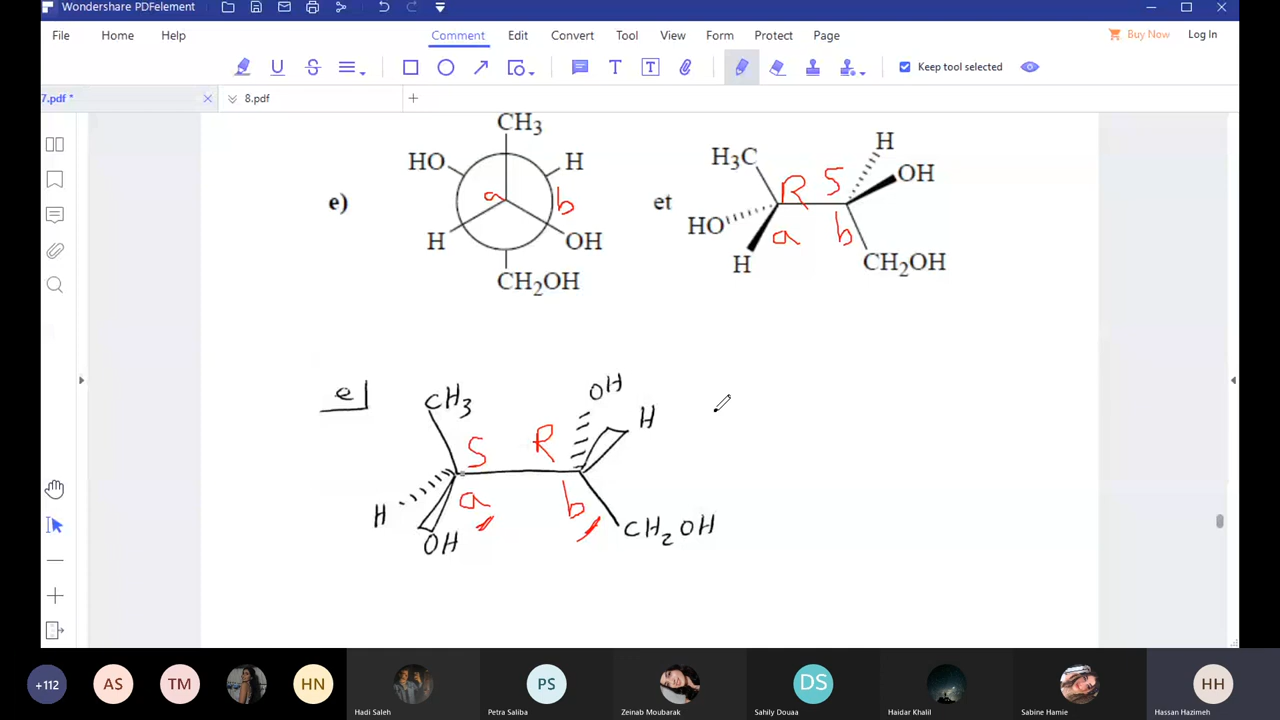 Wondershare PDFelement
File Home Help Comment Edit Convert Tool View Form Protect Page Buy Now Log In
Keep tool selected
7.pdf * 8.pdf
CH3
HO H
e) a b
H OH
CH2OH
et
H
H3C OH
R S
HO a b
H CH2OH
e
CH3 OH
H
S R
H a b
OH CH2OH
+112 AS TM HN PS DS HH
Hadi Saleh Petra Saliba Zeinab Moubarak Sahily Douaa Haidar Khalil Sabine Hamie Hassan Hazimeh